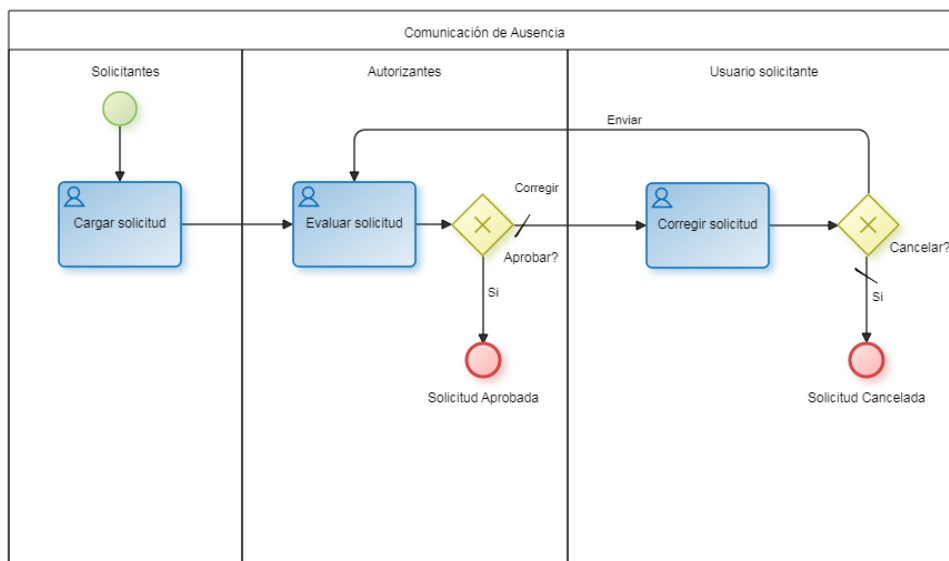 Comunicación de Ausencia
Solicitantes
Autorizantes
Usuario solicitante
Enviar
Cargar solicitud
Evaluar solicitud
Corregir
Aprobar?
Corregir solicitud
Cancelar?
Si
Si
Solicitud Aprobada
Solicitud Cancelada